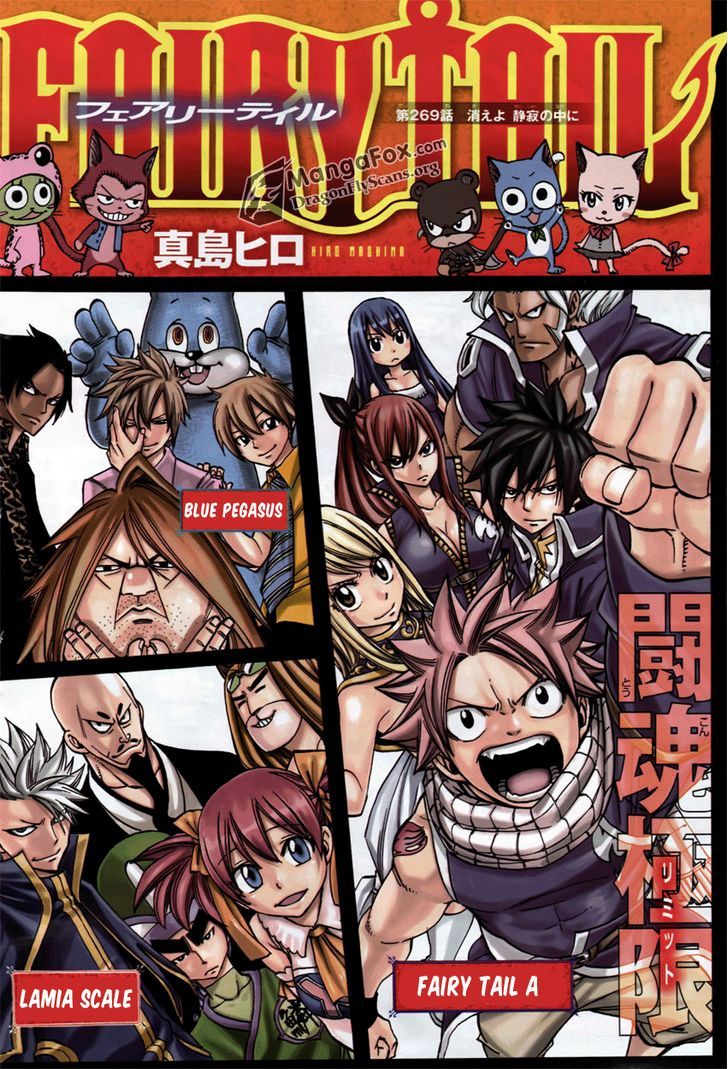 FAIRY TAIL
フェアリーテイル
第269話 消えよ 静寂の中に
MangaFox.com
DragonFlyScans.org
真島ヒロ
HIRO MASHIMA
BLUE PEGASUS
闘魂極限
とう
こん
リミット
LAMIA SCALE
FAIRY TAIL A